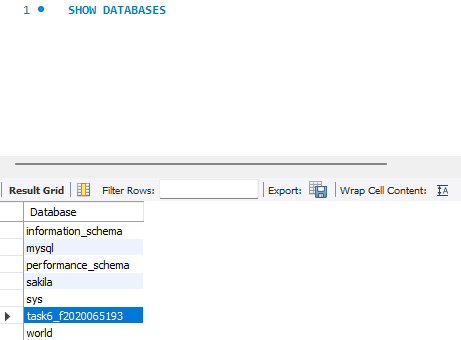 1 SHOW DATABASES
Result Grid Filter Rows: Export: Wrap Cell Content: A
Database
information_schema
mysql
performance_schema
sakila
sys
task6_f2020065193
world